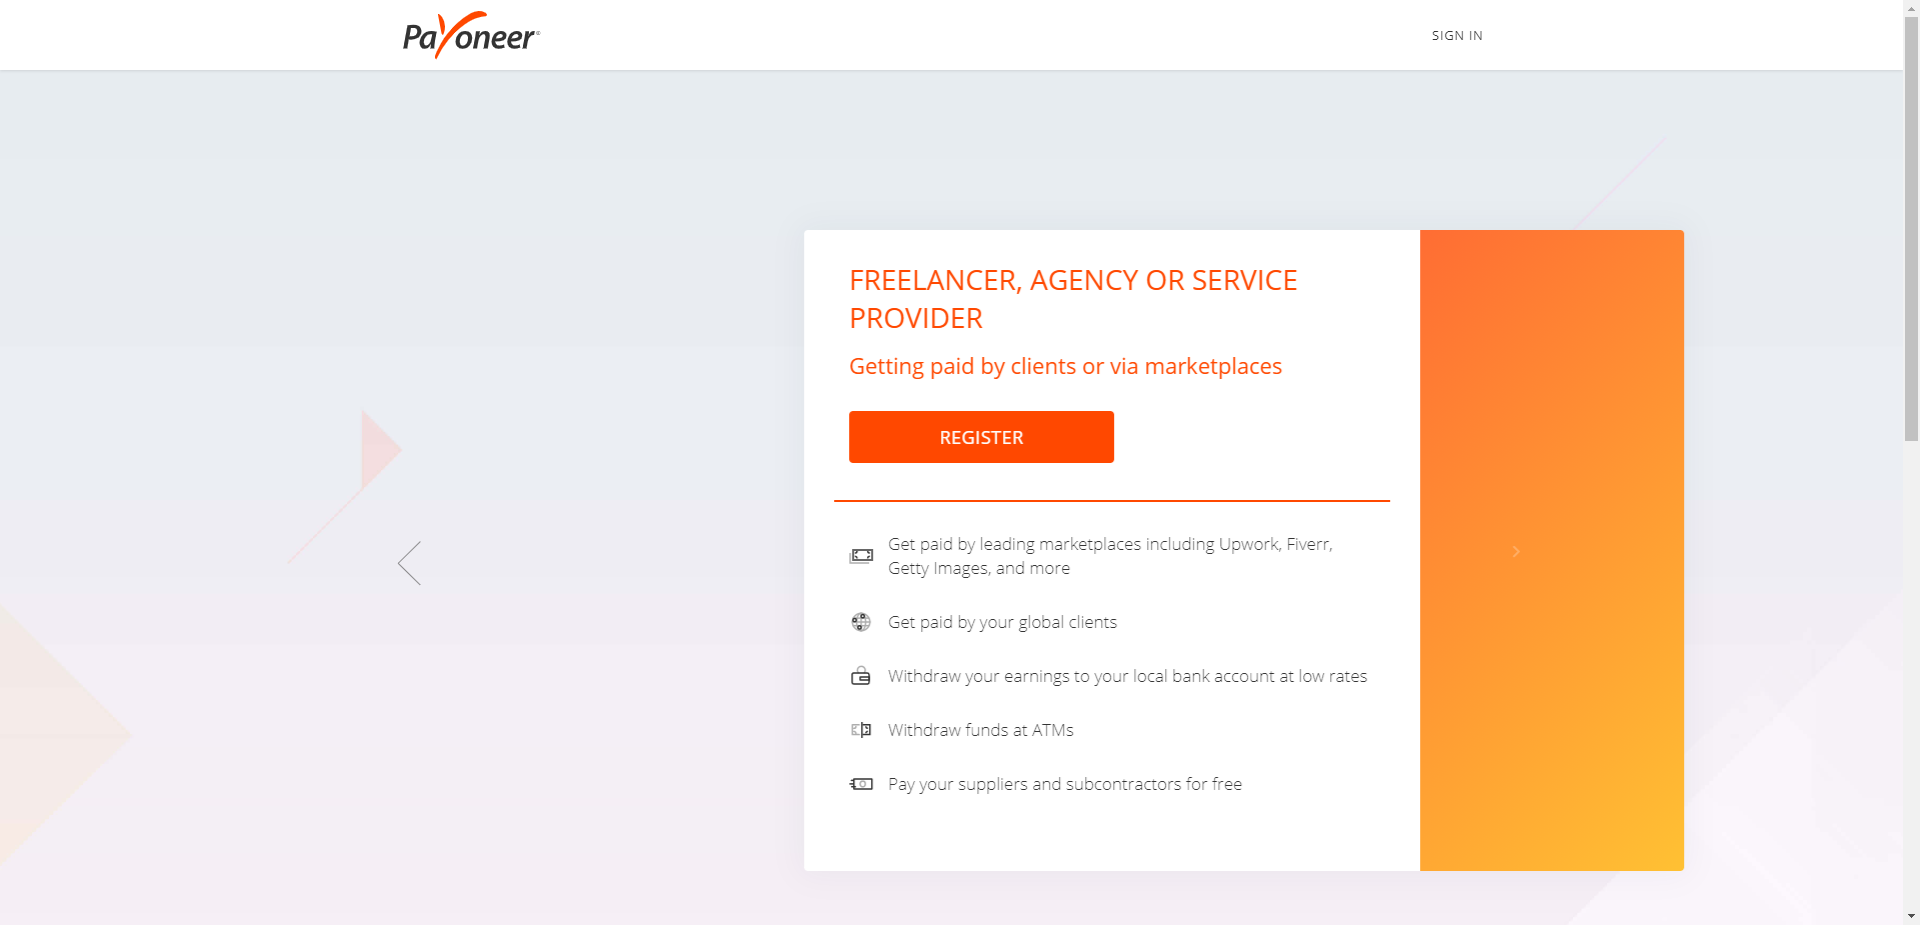 Payoneer®
SIGN IN
FREELANCER, AGENCY OR SERVICE
PROVIDER
Getting paid by clients or via marketplaces
REGISTER
Get paid by leading marketplaces including Upwork, Fiverr,
Getty Images, and more
Get paid by your global clients
Withdraw your earnings to your local bank account at low rates
Withdraw funds at ATMs
Pay your suppliers and subcontractors for free